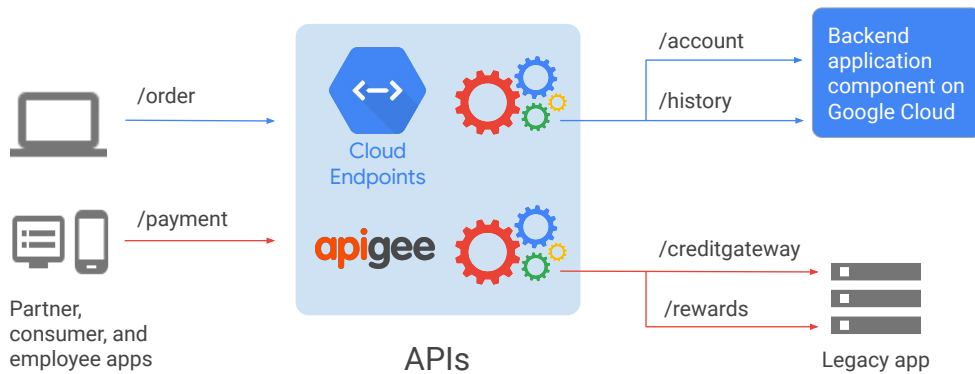 /order
/payment
Partner,
consumer, and
employee apps
Cloud
Endpoints
apigee
APIs
/account
/history
/creditgateway
/rewards
Backend
application
component on
Google Cloud
Legacy app